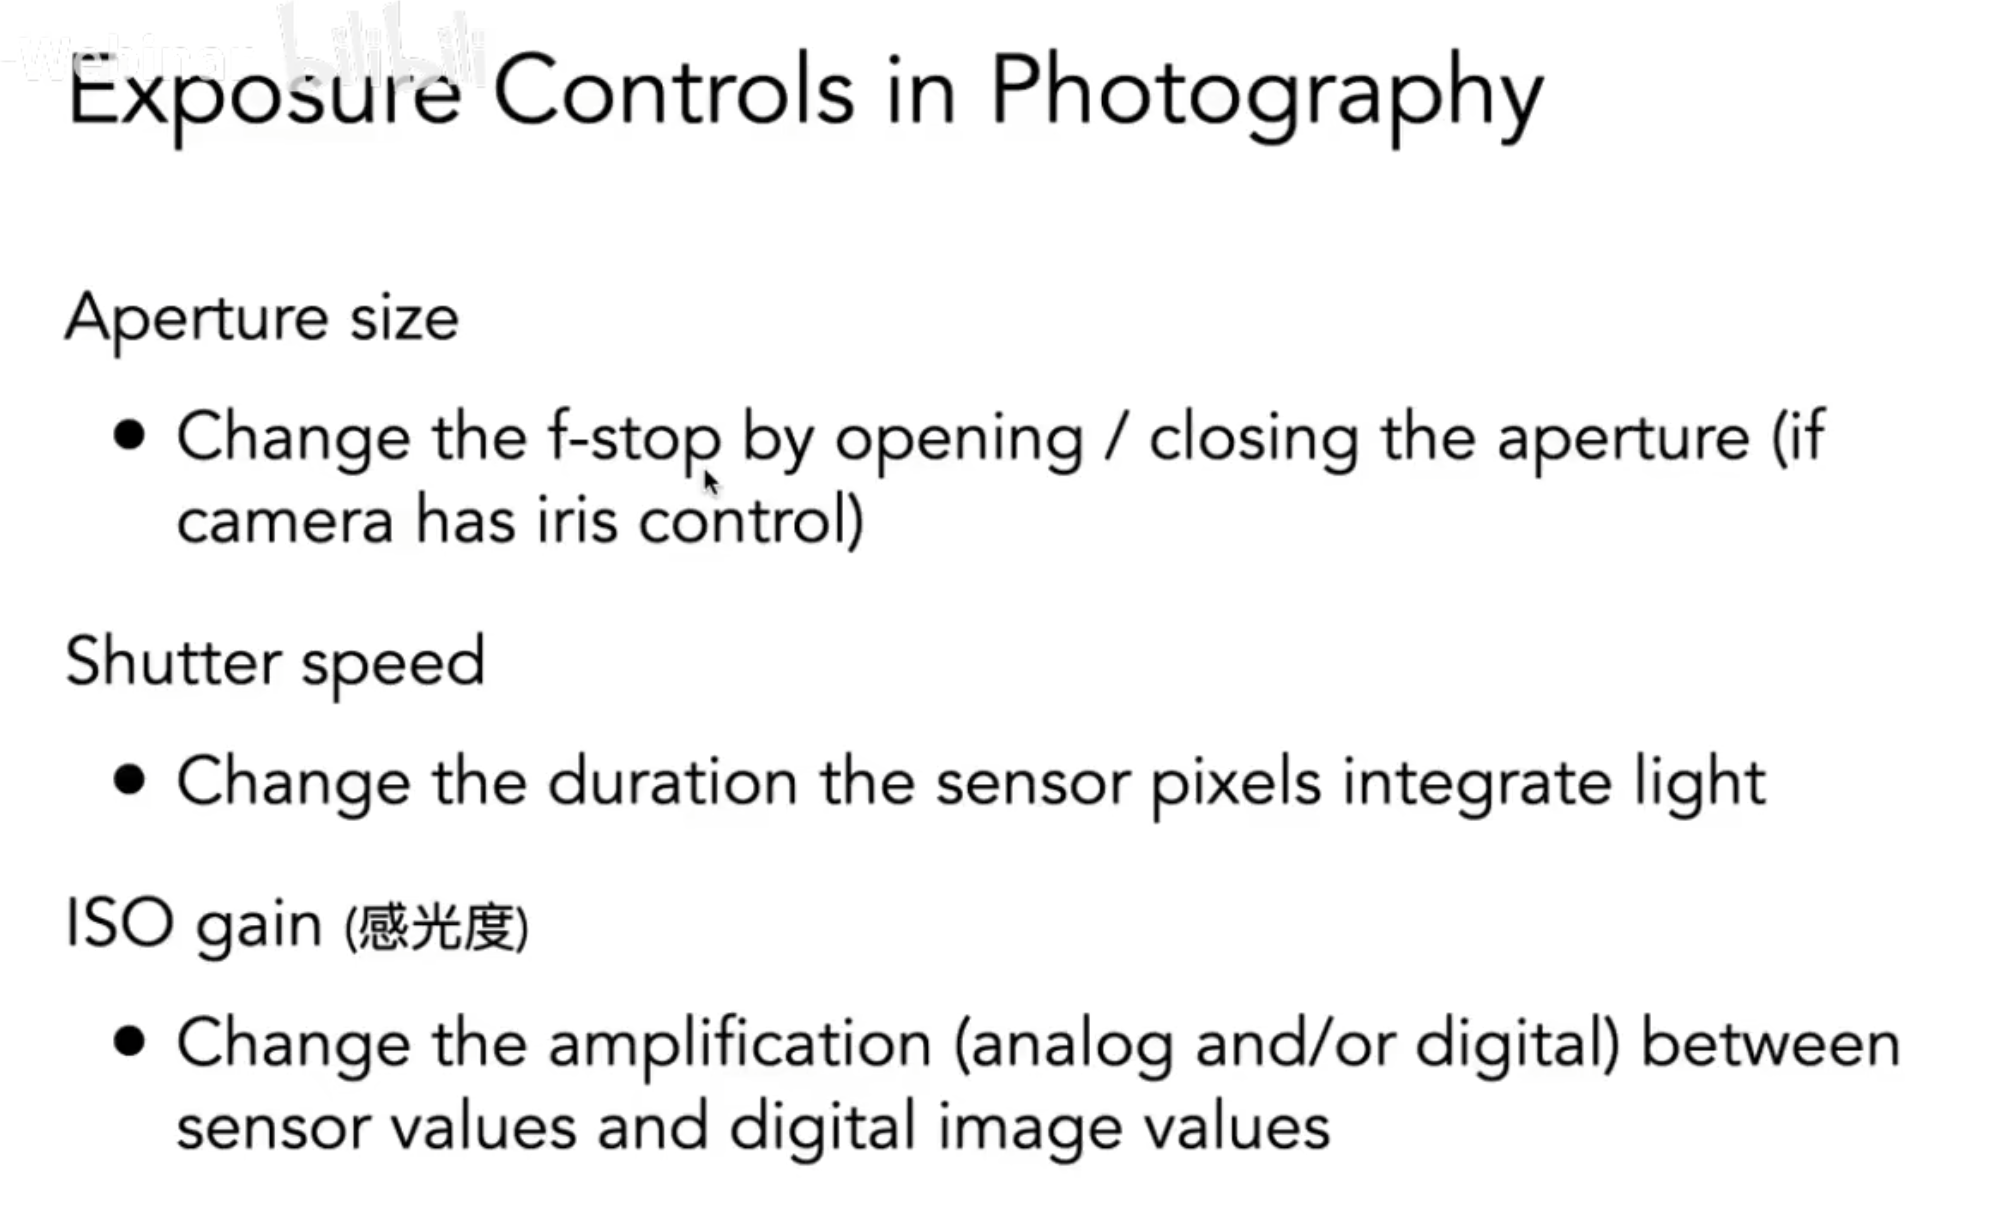 -Webinar bilibili
Exposure Controls in Photography
Aperture size
● Change the f-stop by opening / closing the aperture (if
camera has iris control)
Shutter speed
● Change the duration the sensor pixels integrate light
ISO gain (感光度)
● Change the amplification (analog and/or digital) between
sensor values and digital image values